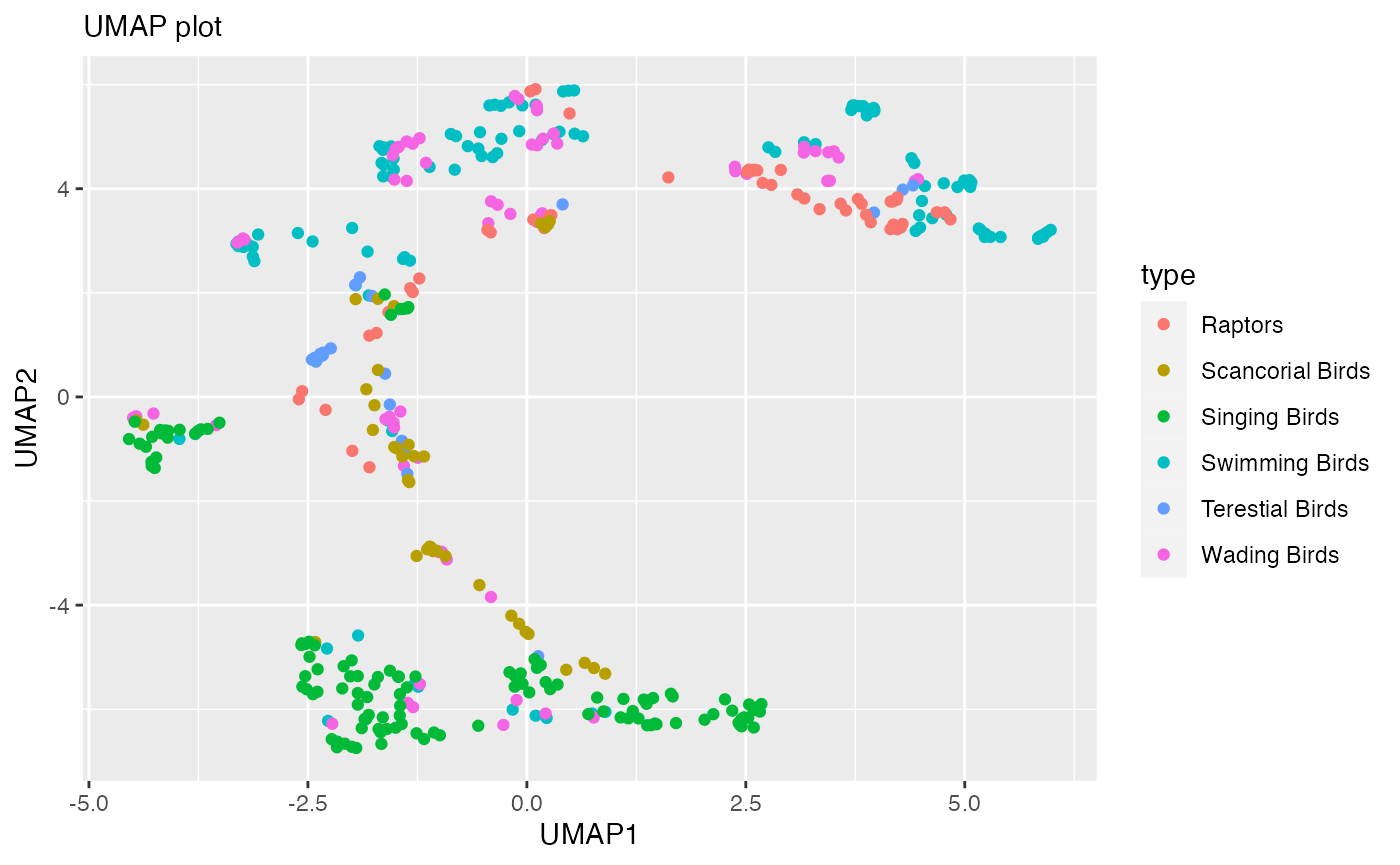 UMAP plot
UMAP2
4
0
-4
-5.0
-2.5
0.0
2.5
5.0
UMAP1
type
Raptors
Scancorial Birds
Singing Birds
Swimming Birds
Terestial Birds
Wading Birds